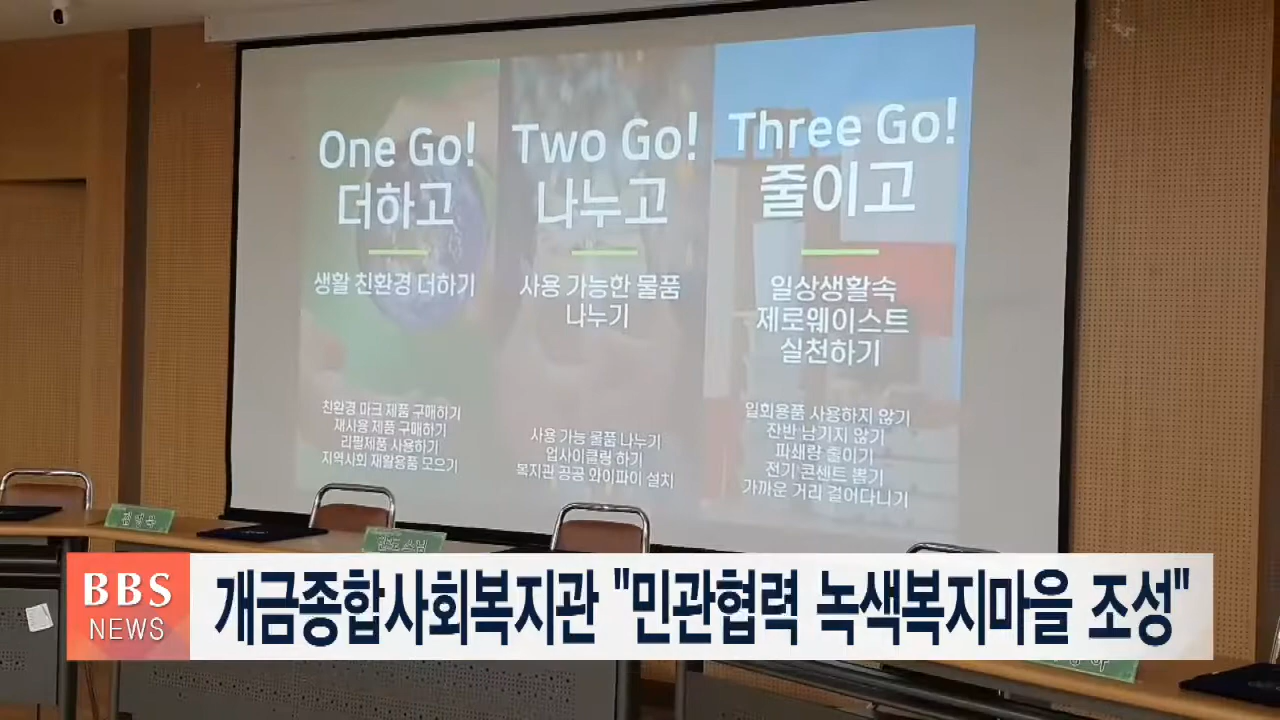 One Go!
더하고
생활 친환경 더하기
친환경 마크 제품 구매하기
재사용 제품 구매하기
리필제품 사용하기
지역사회 재활용품 모으기
Two Go!
나누고
사용 가능한 물품
나누기
사용 가능 물품 나누기
업사이클링 하기
복지관 공공 와이파이 설치
Three Go!
줄이고
일상생활속
제로웨이스트
실천하기
일회용품 사용하지 않기
잔반 남기지 않기
파쇄량 줄이기
전기 콘센트 뽑기
가까운 거리 걸어다니기
BBS
NEWS
개금종합사회복지관 "민관협력 녹색복지마을 조성"